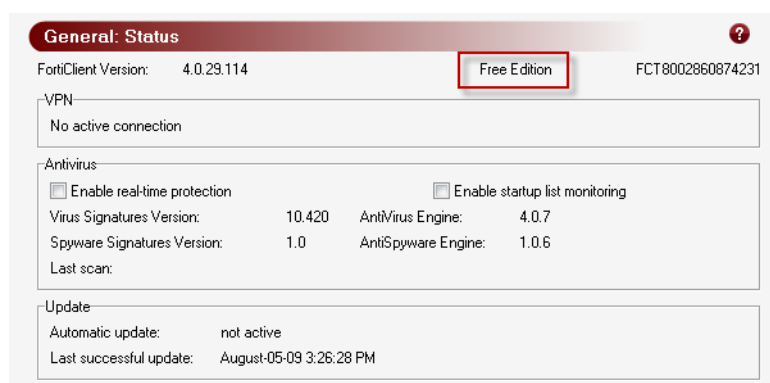 General: Status ?
FortiClient Version: 4.0.29.114 Free Edition FCT8002860874231
VPN
No active connection
Antivirus
Enable real-time protection Enable startup list monitoring
Virus Signatures Version: 10.420 AntiVirus Engine: 4.0.7
Spyware Signatures Version: 1.0 AntiSpyware Engine: 1.0.6
Last scan:
Update
Automatic update: not active
Last successful update: August-05-09 3:26:28 PM